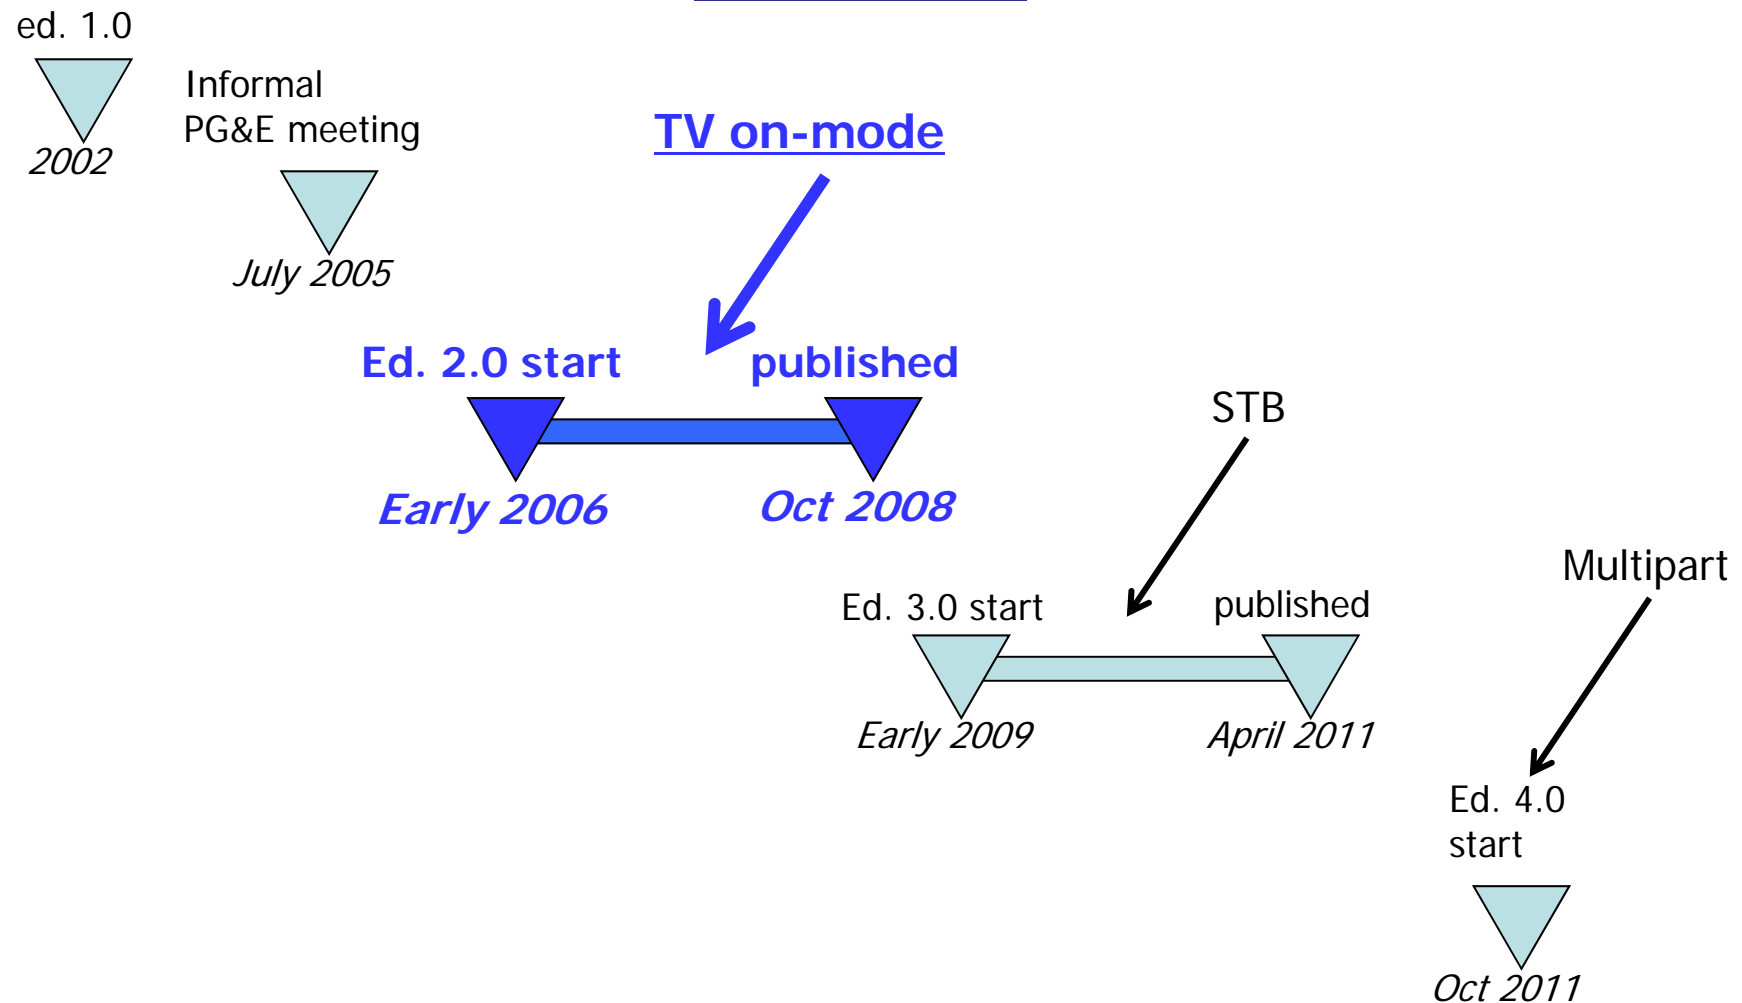 ed. 1.0
2002
Informal
PG&E meeting
July 2005
TV on-mode
Ed. 2.0 start
published
Early 2006
Oct 2008
STB
Ed. 3.0 start
published
Early 2009
April 2011
Multipart
Ed. 4.0
start
Oct 2011